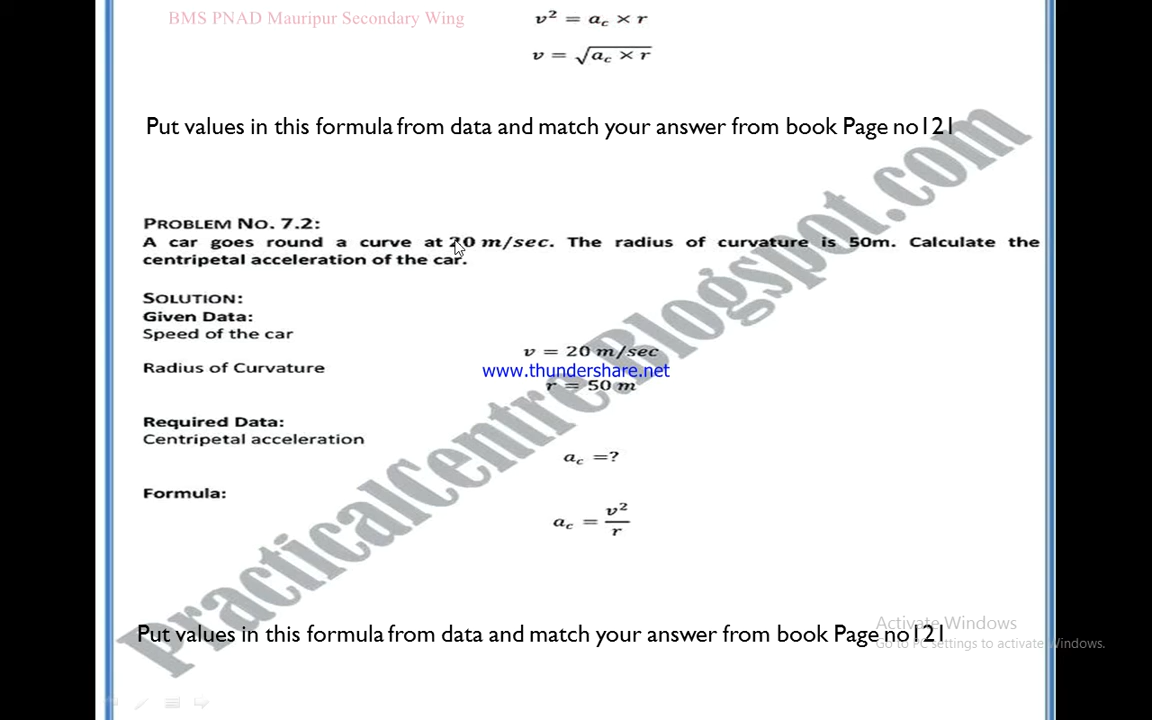 BMS PNAD Mauripur Secondary Wing
v² = a_c × r
v = √(a_c × r)
Put values in this formula from data and match your answer from book Page no121
PROBLEM NO. 7.2:
A car goes round a curve at 20 m/sec. The radius of curvature is 50m. Calculate the
centripetal acceleration of the car.
SOLUTION:
Given Data:
Speed of the car
v = 20 m/sec
Radius of Curvature
www.thundershare.net
r = 50 m
Required Data:
Centripetal acceleration
a_c =?
Formula:
a_c = v²/r
PracticalCentre.Blogspot.com
Put values in this formula from data and match your answer from book Page no121
Activate Windows
Go to PC settings to activate Windows.